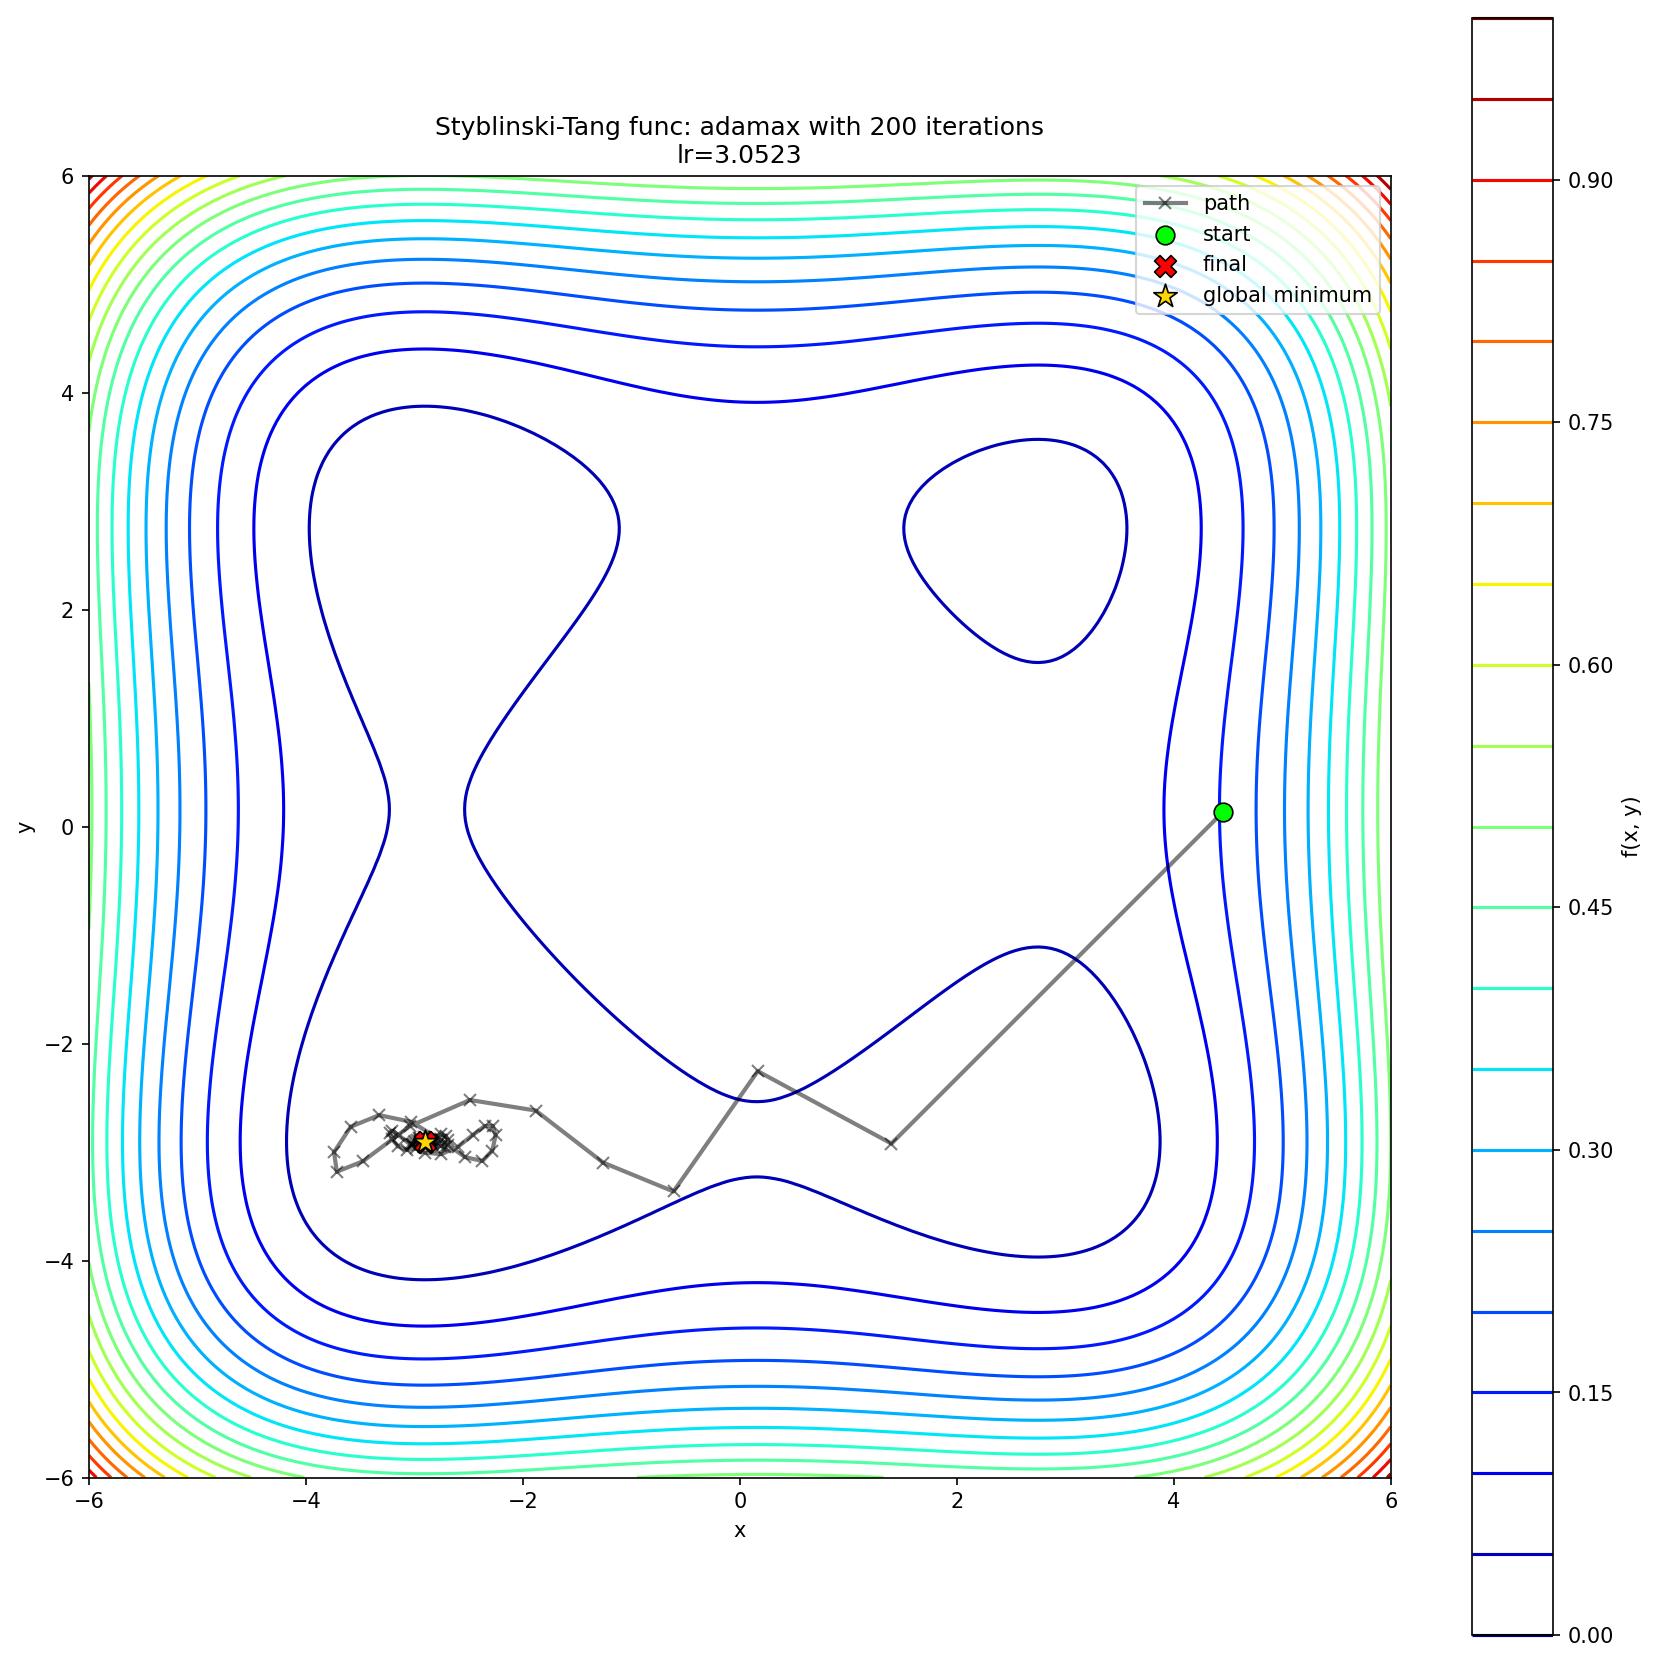 Styblinski-Tang func: adamax with 200 iterations
lr=3.0523
path
start
final
global minimum
6
4
2
0
−2
−4
−6
y
−6
−4
−2
0
2
4
6
x
0.90
0.75
0.60
0.45
0.30
0.15
0.00
f(x, y)